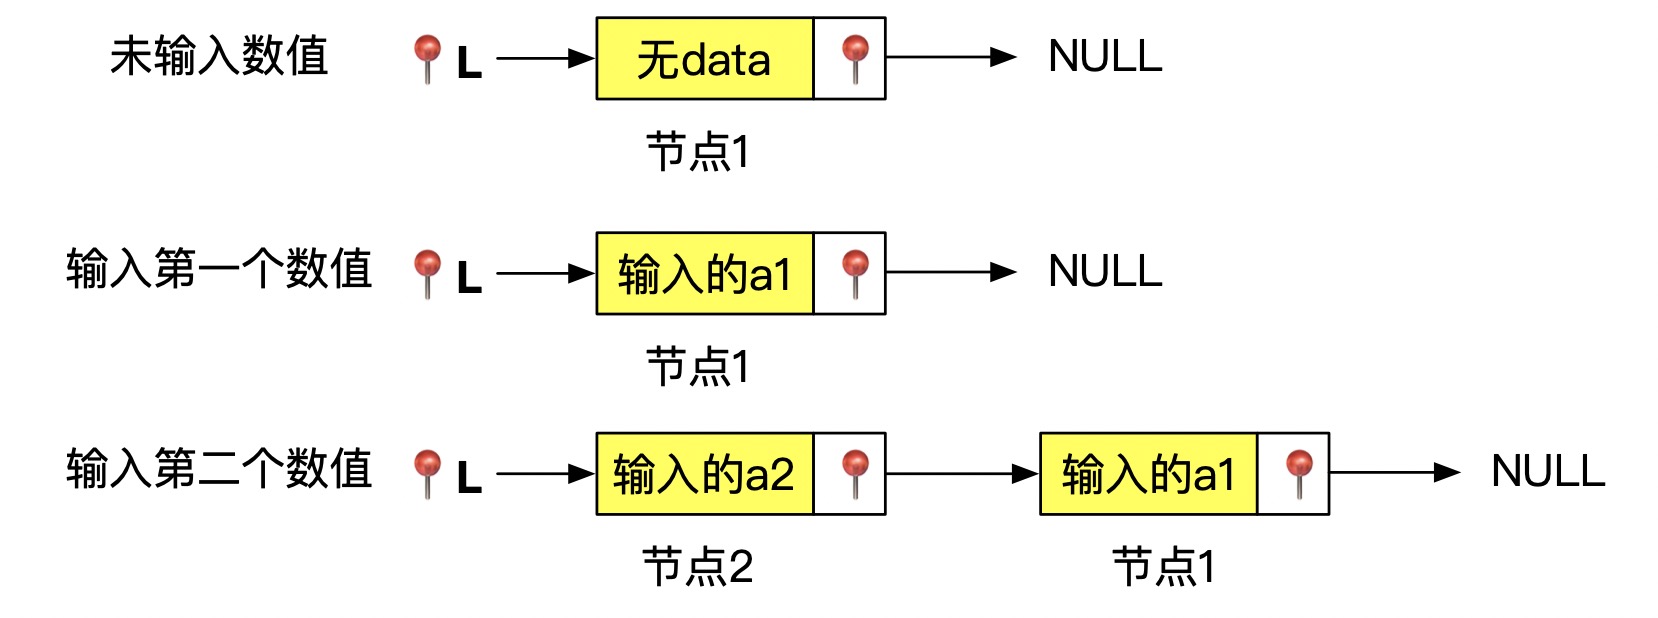 未输入数值 L 无data NULL
节点1
输入第一个数值 L 输入的a1 NULL
节点1
输入第二个数值 L 输入的a2 输入的a1 NULL
节点2 节点1